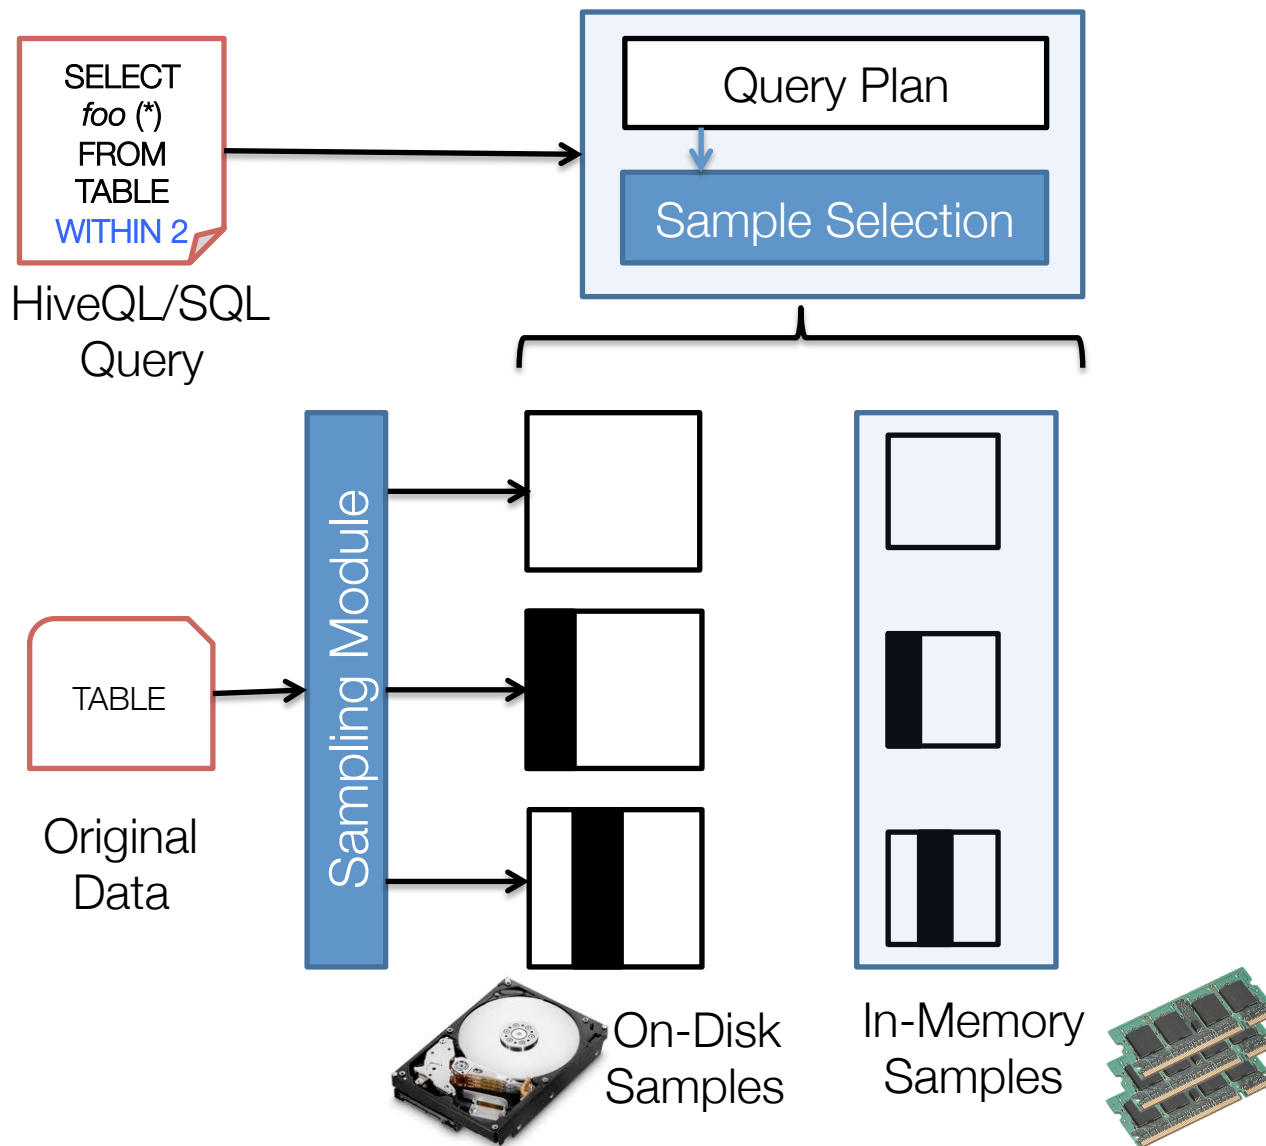 SELECT
foo (*)
FROM
TABLE
WITHIN 2
HiveQL/SQL
Query
Query Plan
Sample Selection
TABLE
Original
Data
Sampling Module
On-Disk
Samples
In-Memory
Samples